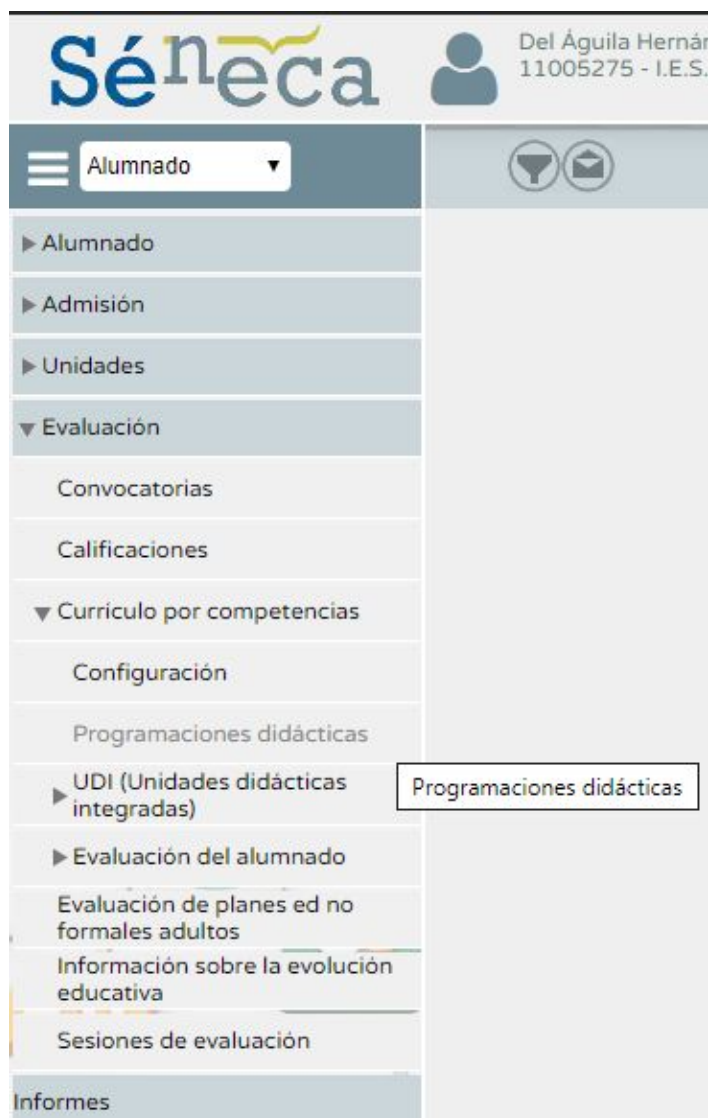 Séneca
Del Águila Hernár
11005275 - I.E.S.
Alumnado
Alumnado
Admisión
Unidades
Evaluación
Convocatorias
Calificaciones
Currículo por competencias
Configuración
Programaciones didácticas
UDI (Unidades didácticas
integradas)
Programaciones didácticas
Evaluación del alumnado
Evaluación de planes ed no
formales adultos
Información sobre la evolución
educativa
Sesiones de evaluación
Informes